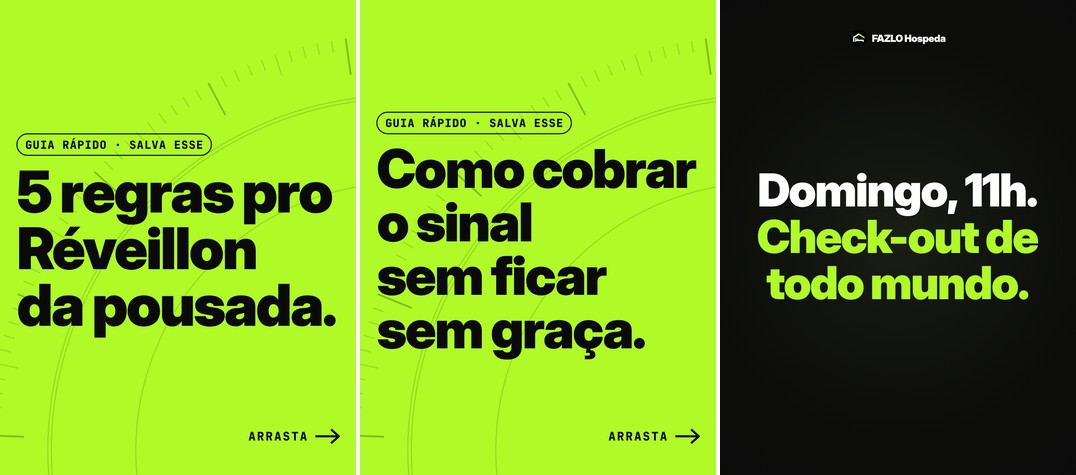 GUIA RÁPIDO · SALVA ESSE
5 regras pro
Réveillon
da pousada.
ARRASTA
GUIA RÁPIDO · SALVA ESSE
Como cobrar
o sinal
sem ficar
sem graça.
ARRASTA
FAZLO Hospeda
Domingo, 11h.
Check-out de
todo mundo.